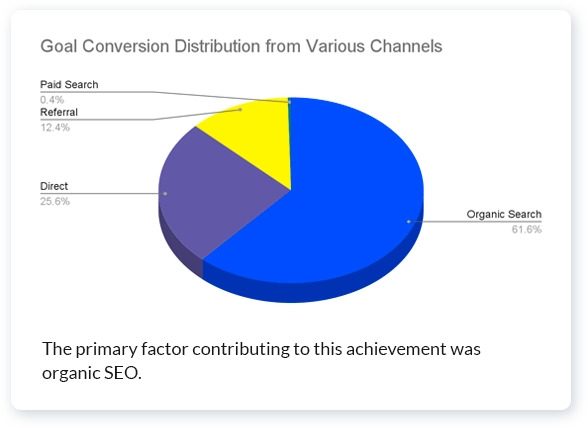 Goal Conversion Distribution from Various Channels
Paid Search
0.4%
Referral
12.4%
Direct
25.6%
Organic Search
61.6%
The primary factor contributing to this achievement was
organic SEO.